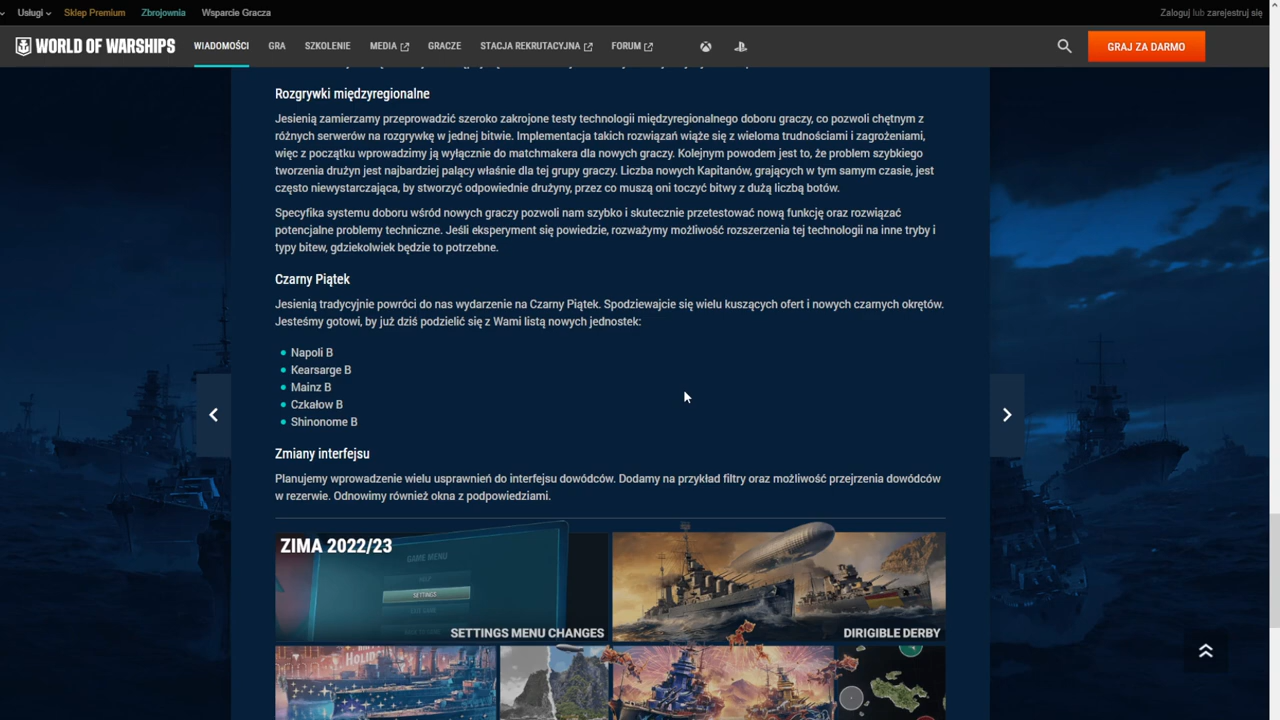 Usługi
Sklep Premium
Zbrojownia
Wsparcie Gracza
Zaloguj lub zarejestruj się
WORLD OF WARSHIPS
WIADOMOŚCI
GRA
SZKOLENIE
MEDIA
GRACZE
STACJA REKRUTACYJNA
FORUM
GRAJ ZA DARMO
Rozgrywki międzyregionalne
Jesienią zamierzamy przeprowadzić szeroko zakrojone testy technologii międzyregionalnego doboru graczy, co pozwoli chętnym z
różnych serwerów na rozgrywkę w jednej bitwie. Implementacja takich rozwiązań wiąże się z wieloma trudnościami i zagrożeniami,
więc z początku wprowadzimy ją wyłącznie do matchmakera dla nowych graczy. Kolejnym powodem jest to, że problem szybkiego
tworzenia drużyn jest najbardziej palący właśnie dla tej grupy graczy. Liczba nowych Kapitanów, grających w tym samym czasie, jest
często niewystarczająca, by stworzyć odpowiednie drużyny, przez co muszą oni toczyć bitwy z dużą liczbą botów.
Specyfika systemu doboru wśród nowych graczy pozwoli nam szybko i skutecznie przetestować nową funkcję oraz rozwiązać
potencjalne problemy techniczne. Jeśli eksperyment się powiedzie, rozważymy możliwość rozszerzenia tej technologii na inne tryby i
typy bitew, gdziekolwiek będzie to potrzebne.
Czarny Piątek
Jesienią tradycyjnie powróci do nas wydarzenie na Czarny Piątek. Spodziewajcie się wielu kuszących ofert i nowych czarnych okrętów.
Jesteśmy gotowi, by już dziś podzielić się z Wami listą nowych jednostek:
Napoli B
Kearsarge B
Mainz B
Czkałow B
Shinonome B
Zmiany interfejsu
Planujemy wprowadzenie wielu usprawnień do interfejsu dowódców. Dodamy na przykład filtry oraz możliwość przejrzenia dowódców
w rezerwie. Odnowimy również okna z podpowiedziami.
ZIMA 2022/23
GAME MENU
HELP
SETTINGS
SETTINGS MENU CHANGES
DIRIGIBLE DERBY